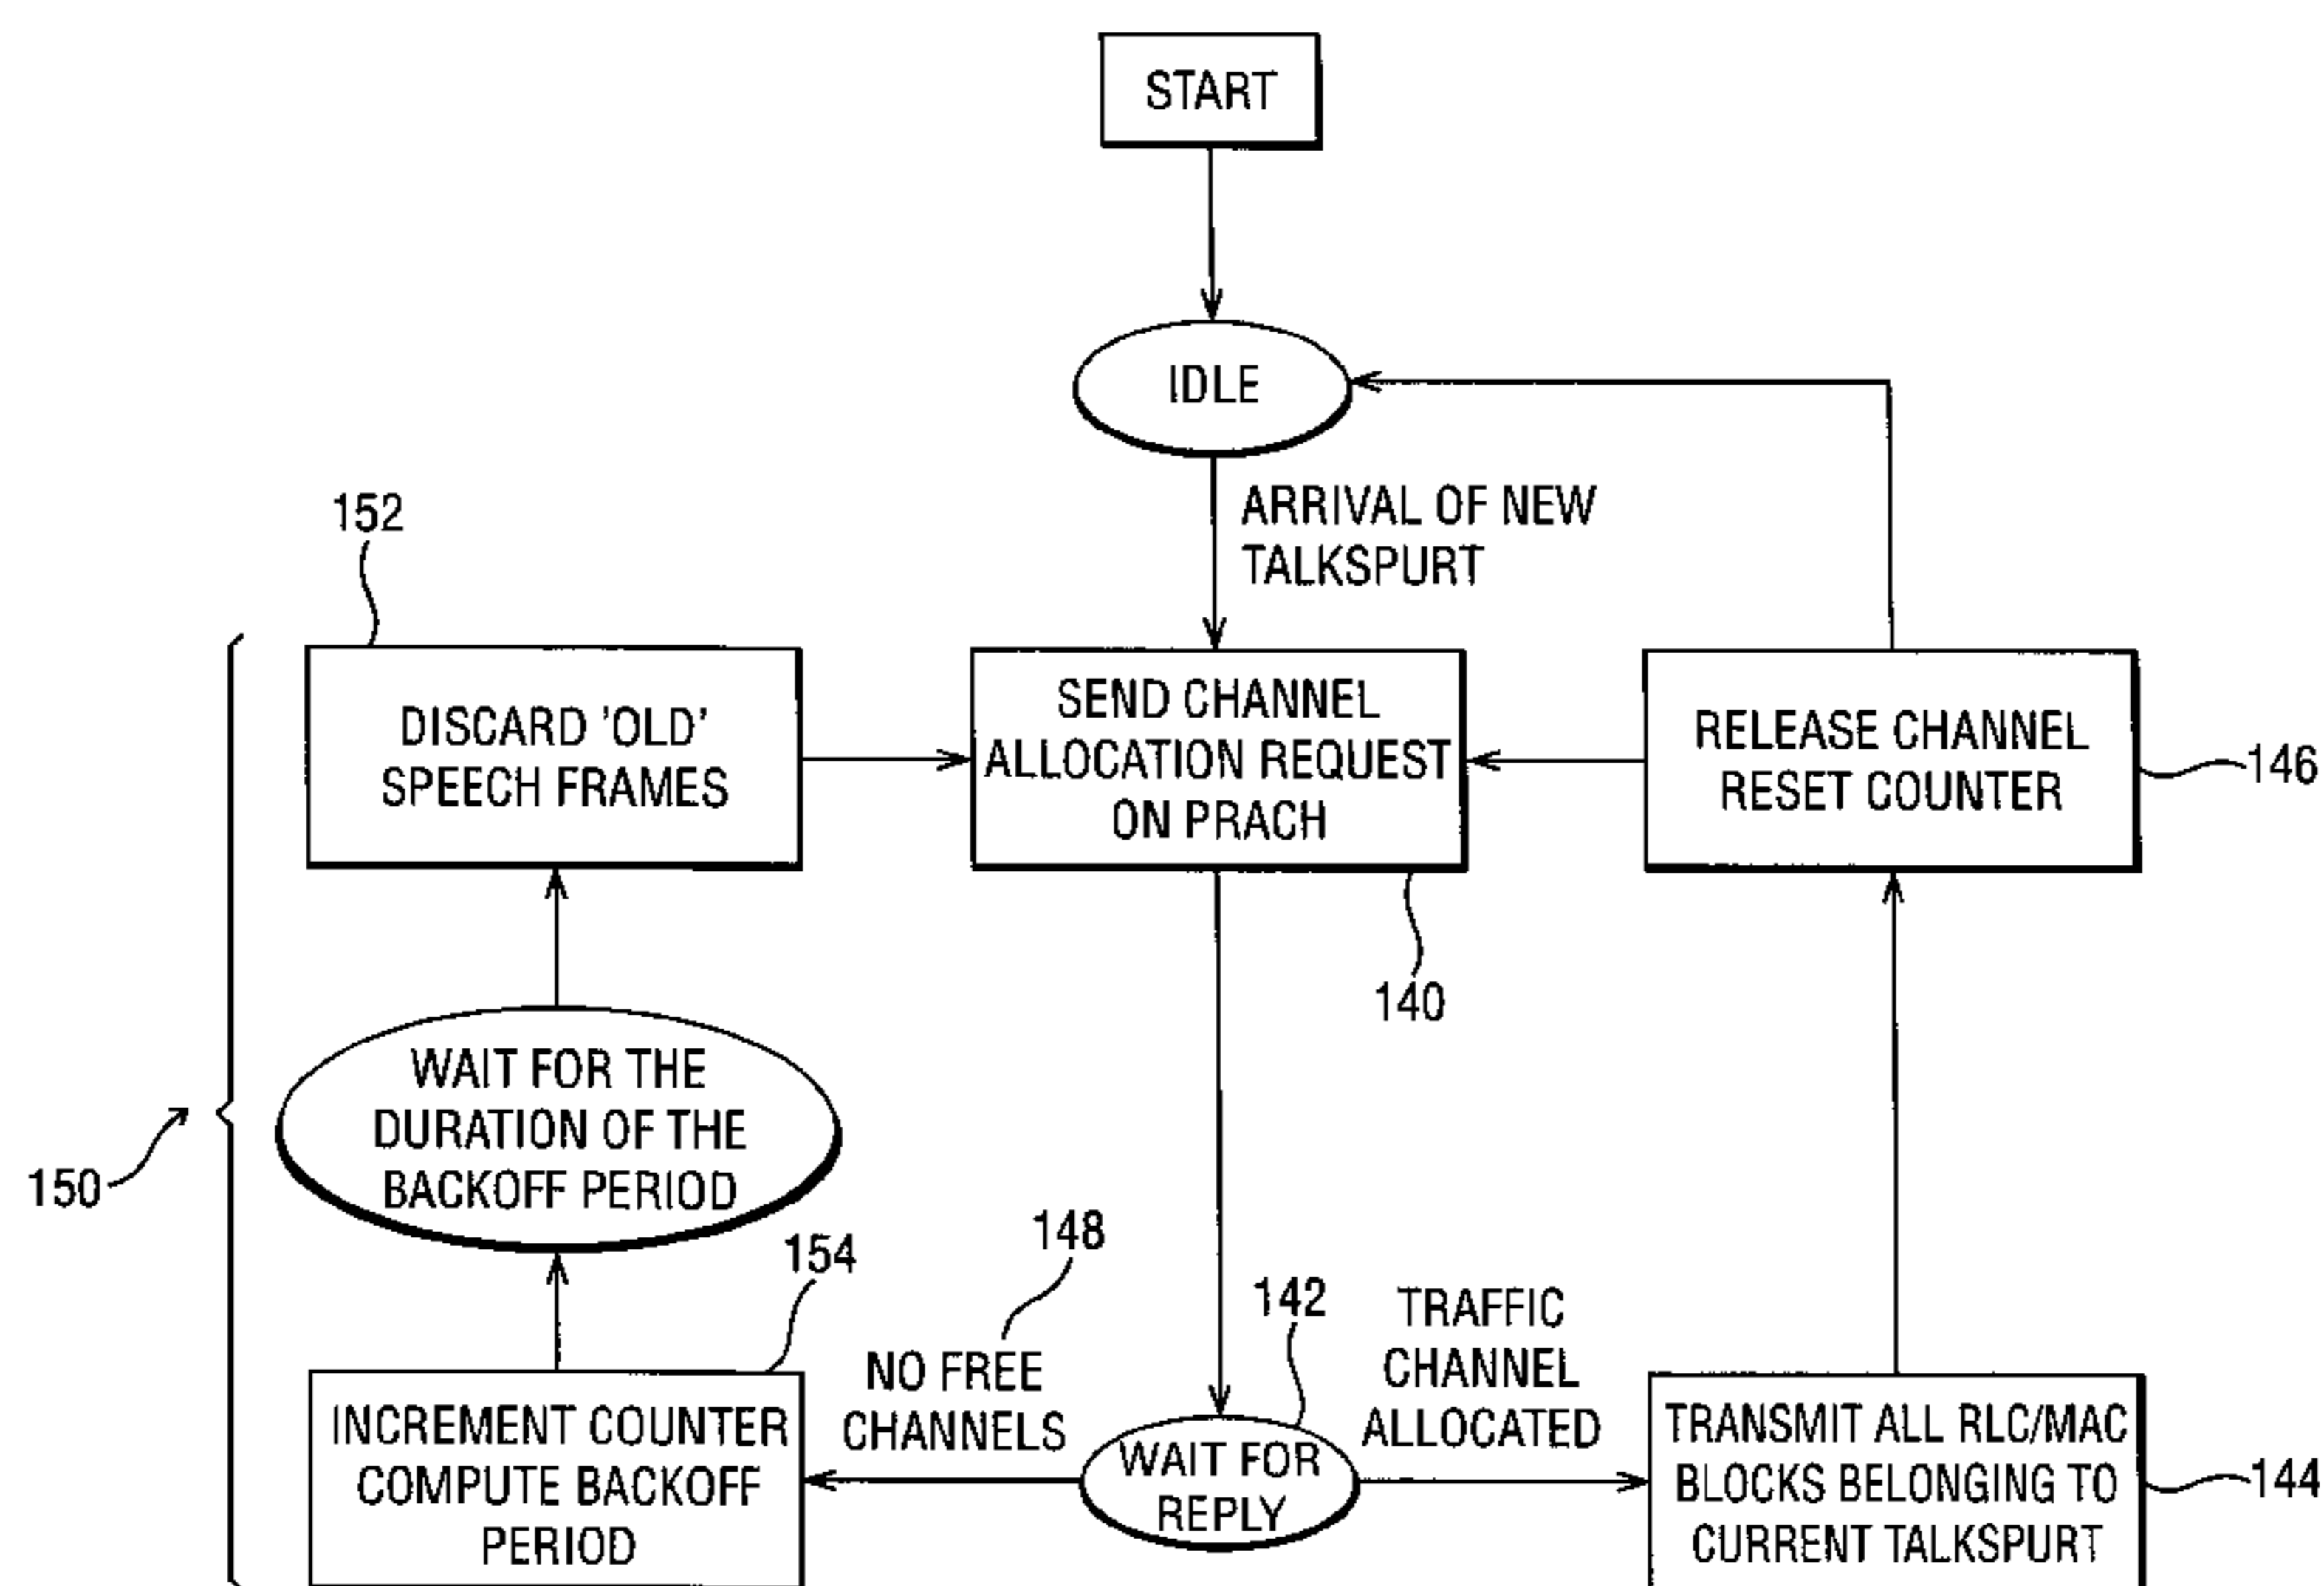 START
IDLE
ARRIVAL OF NEW
TALKSPURT
152
DISCARD 'OLD'
SPEECH FRAMES
SEND CHANNEL
ALLOCATION REQUEST
ON PRACH
RELEASE CHANNEL
RESET COUNTER
146
140
WAIT FOR THE
DURATION OF THE
BACKOFF PERIOD
150
154
148
NO FREE
CHANNELS
142
TRAFFIC
CHANNEL
ALLOCATED
INCREMENT COUNTER
COMPUTE BACKOFF
PERIOD
WAIT FOR
REPLY
TRANSMIT ALL RLC/MAC
BLOCKS BELONGING TO
CURRENT TALKSPURT
144